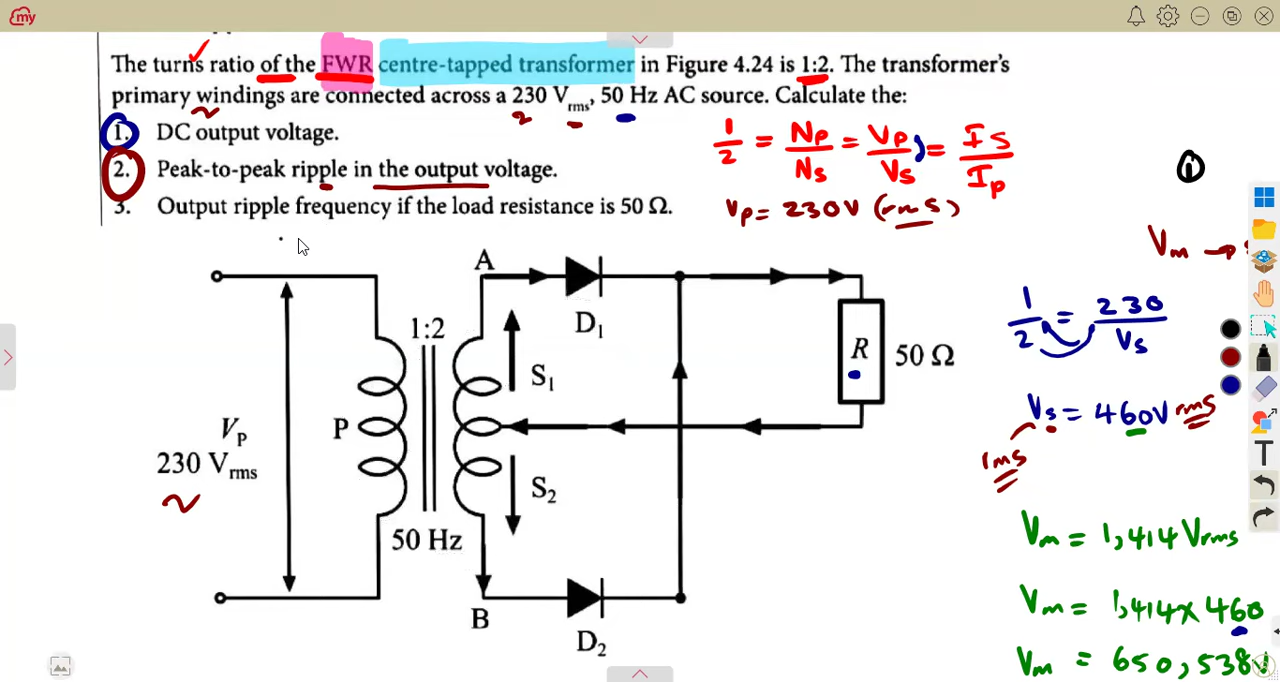 my
The turns ratio of the FWR centre-tapped transformer in Figure 4.24 is 1:2. The transformer's
primary windings are connected across a 230 Vrms, 50 Hz AC source. Calculate the:
1. DC output voltage.
2. Peak-to-peak ripple in the output voltage.
3. Output ripple frequency if the load resistance is 50 Ω.
1/2 = Np/Ns = Vp/Vs = Is/Ip
Vp = 230V (rms)
1
Vm →
1/2 = 230/Vs
Vs = 460V rms
rms
Vm = 1,414 Vrms
Vm = 1,414 x 460
Vm = 650,538V
A
D1
1:2
S1
R
50 Ω
VP
230 Vrms
P
S2
50 Hz
B
D2
T